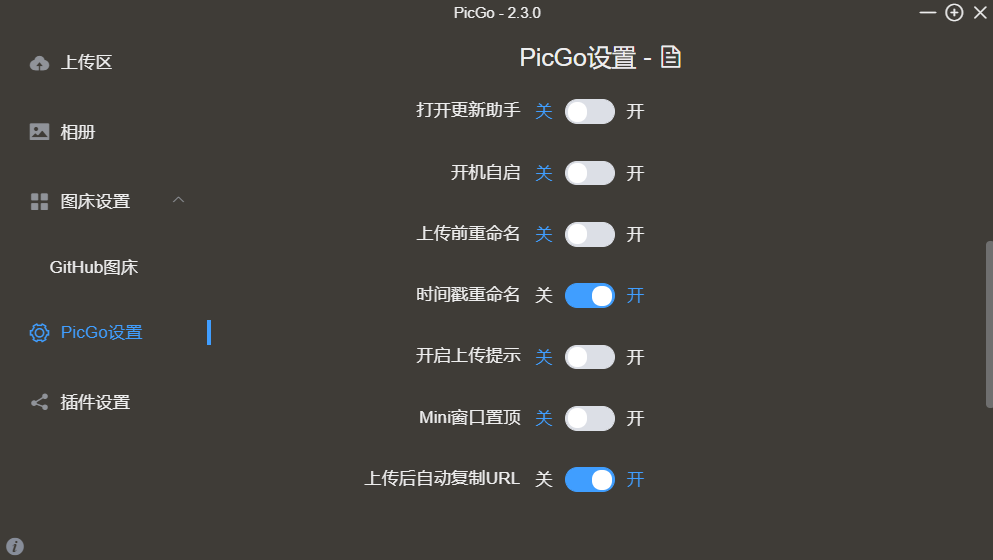 PicGo - 2.3.0
上传区
相册
图床设置
GitHub图床
PicGo设置
插件设置
PicGo设置 -
打开更新助手 关 开
开机自启 关 开
上传前重命名 关 开
时间戳重命名 关 开
开启上传提示 关 开
Mini窗口置顶 关 开
上传后自动复制URL 关 开